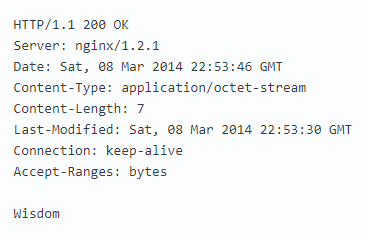 HTTP/1.1 200 OK
Server: nginx/1.2.1
Date: Sat, 08 Mar 2014 22:53:46 GMT
Content-Type: application/octet-stream
Content-Length: 7
Last-Modified: Sat, 08 Mar 2014 22:53:30 GMT
Connection: keep-alive
Accept-Ranges: bytes

Wisdom